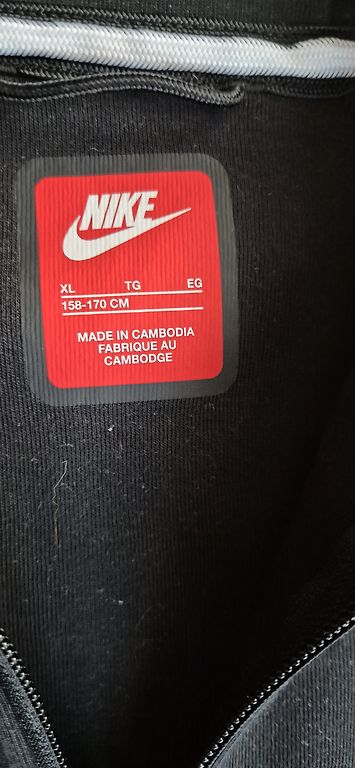 NIKE
XL TG EG
158-170 CM
MADE IN CAMBODIA
FABRIQUE AU
CAMBODGE